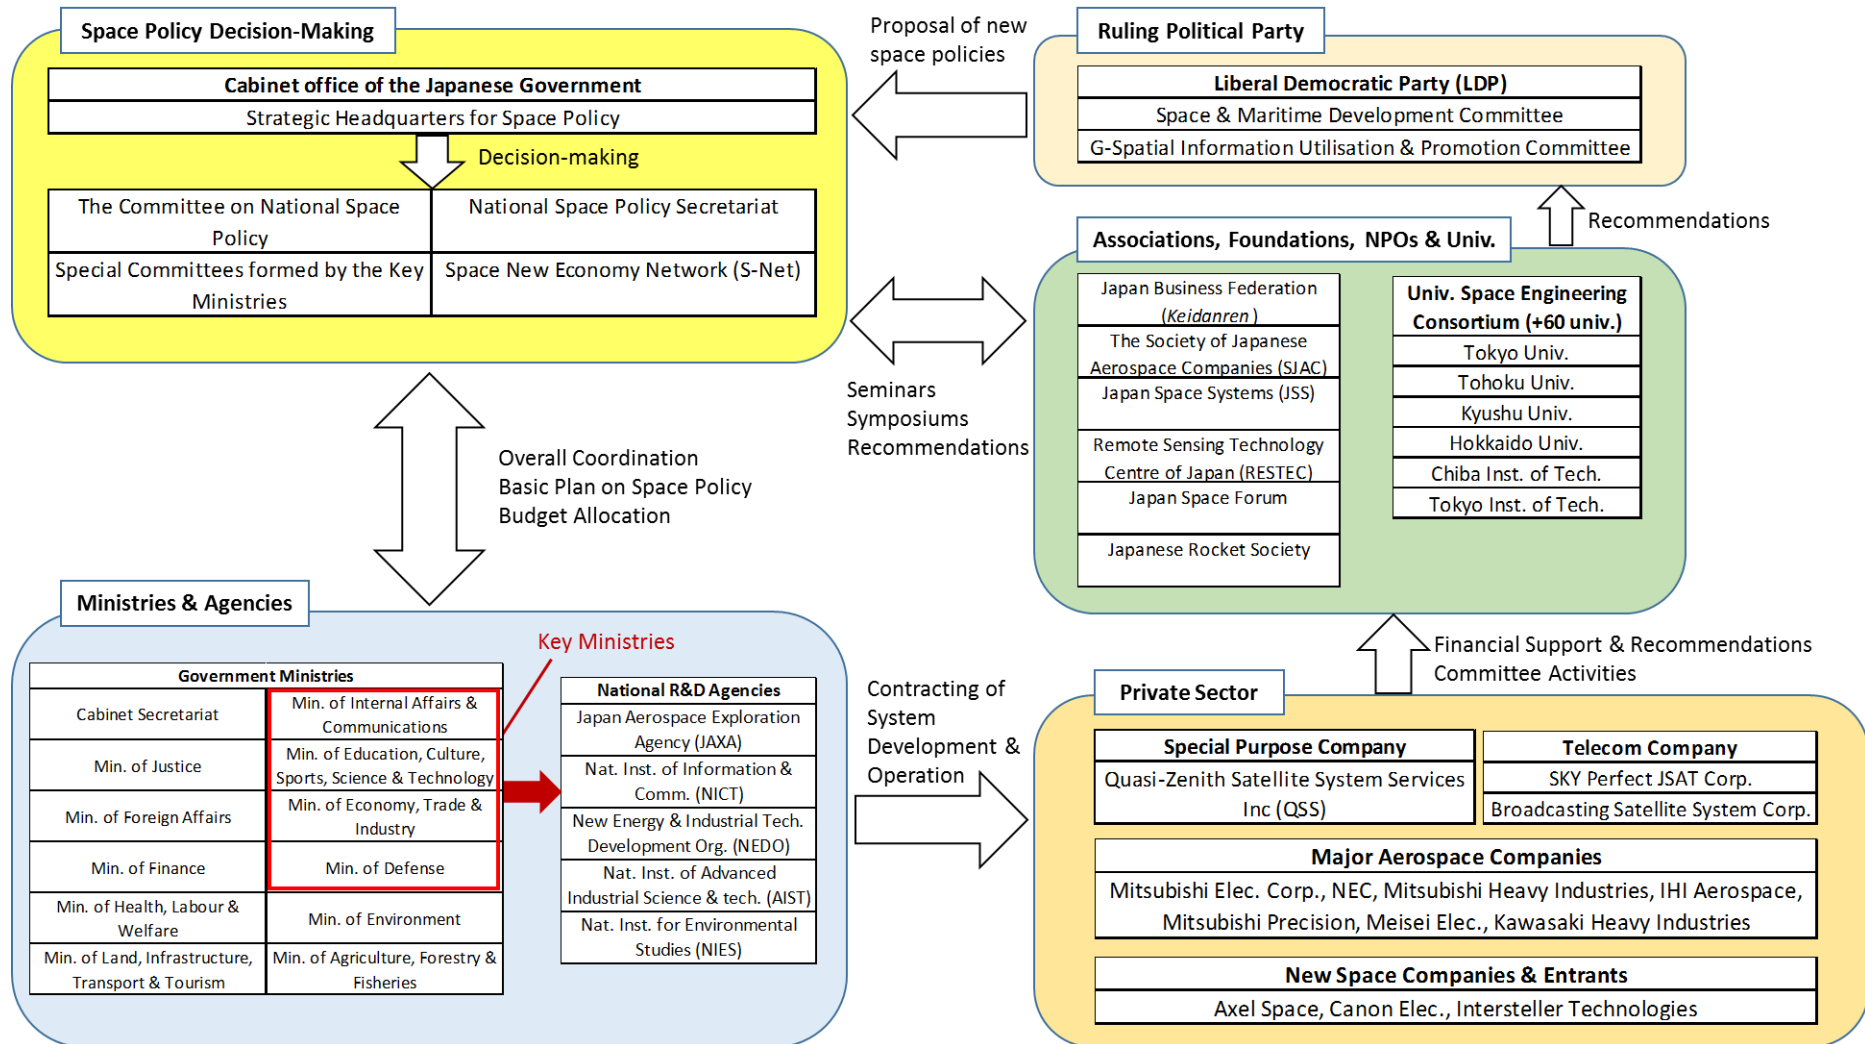 Space Policy Decision-Making
Cabinet office of the Japanese Government
Strategic Headquarters for Space Policy
Decision-making
The Committee on National Space
Policy
National Space Policy Secretariat
Special Committees formed by the Key
Ministries
Space New Economy Network (S-Net)
Proposal of new
space policies
Ruling Political Party
Liberal Democratic Party (LDP)
Space & Maritime Development Committee
G-Spatial Information Utilisation & Promotion Committee
Recommendations
Associations, Foundations, NPOs & Univ.
Japan Business Federation
(Keidanren )
The Society of Japanese
Aerospace Companies (SJAC)
Japan Space Systems (JSS)
Remote Sensing Technology
Centre of Japan (RESTEC)
Japan Space Forum
Japanese Rocket Society
Univ. Space Engineering
Consortium (+60 univ.)
Tokyo Univ.
Tohoku Univ.
Kyushu Univ.
Hokkaido Univ.
Chiba Inst. of Tech.
Tokyo Inst. of Tech.
Seminars
Symposiums
Recommendations
Overall Coordination
Basic Plan on Space Policy
Budget Allocation
Ministries & Agencies
Key Ministries
Government Ministries
Cabinet Secretariat
Min. of Internal Affairs &
Communications
Min. of Justice
Min. of Education, Culture,
Sports, Science & Technology
Min. of Foreign Affairs
Min. of Economy, Trade &
Industry
Min. of Finance
Min. of Defense
Min. of Health, Labour &
Welfare
Min. of Environment
Min. of Land, Infrastructure,
Transport & Tourism
Min. of Agriculture, Forestry &
Fisheries
National R&D Agencies
Japan Aerospace Exploration
Agency (JAXA)
Nat. Inst. of Information &
Comm. (NICT)
New Energy & Industrial Tech.
Development Org. (NEDO)
Nat. Inst. of Advanced
Industrial Science & tech. (AIST)
Nat. Inst. for Environmental
Studies (NIES)
Contracting of
System
Development &
Operation
Financial Support & Recommendations
Committee Activities
Private Sector
Special Purpose Company
Quasi-Zenith Satellite System Services
Inc (QSS)
Telecom Company
SKY Perfect JSAT Corp.
Broadcasting Satellite System Corp.
Major Aerospace Companies
Mitsubishi Elec. Corp., NEC, Mitsubishi Heavy Industries, IHI Aerospace,
Mitsubishi Precision, Meisei Elec., Kawasaki Heavy Industries
New Space Companies & Entrants
Axel Space, Canon Elec., Intersteller Technologies